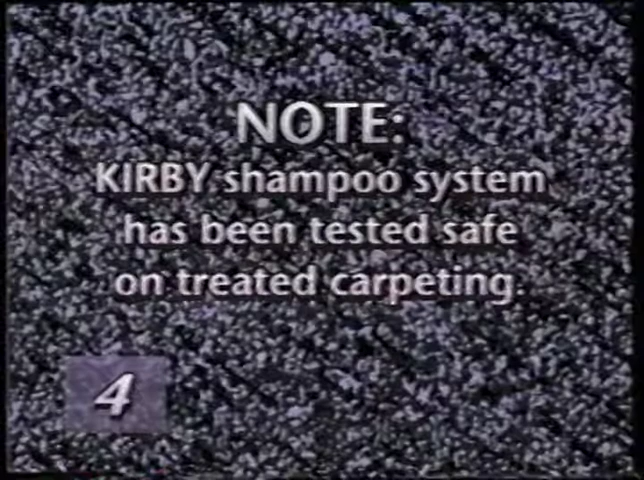 NOTE:
KIRBY shampoo system
has been tested safe
on treated carpeting.
4